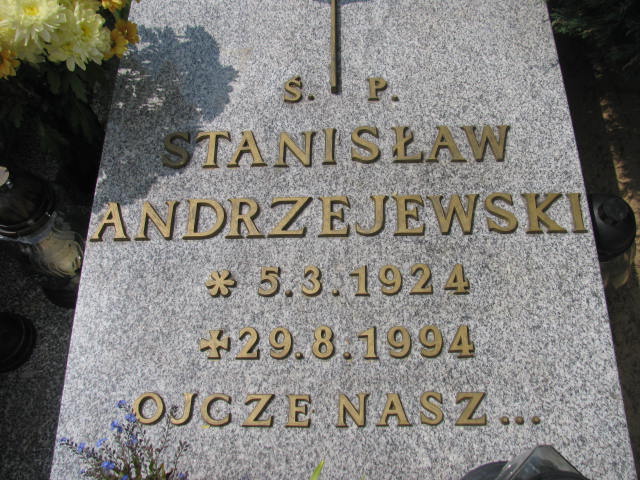 Ś. P.
STANISŁAW
ANDRZEJEWSKI
* 5.3.1924
✠ 29.8.1994
OJCZE NASZ...